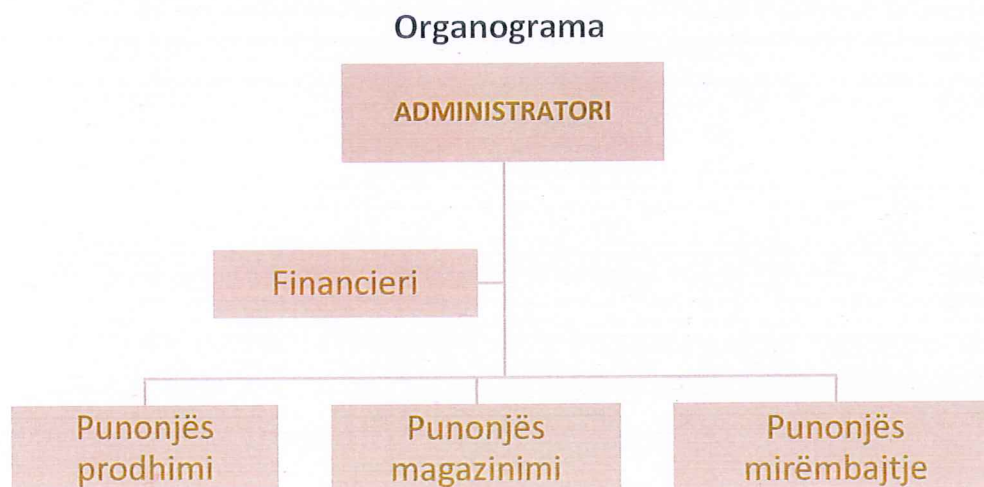 Organograma
ADMINISTRATORI
Financieri
Punonjës
prodhimi
Punonjës
magazinimi
Punonjës
mirëmbajtje